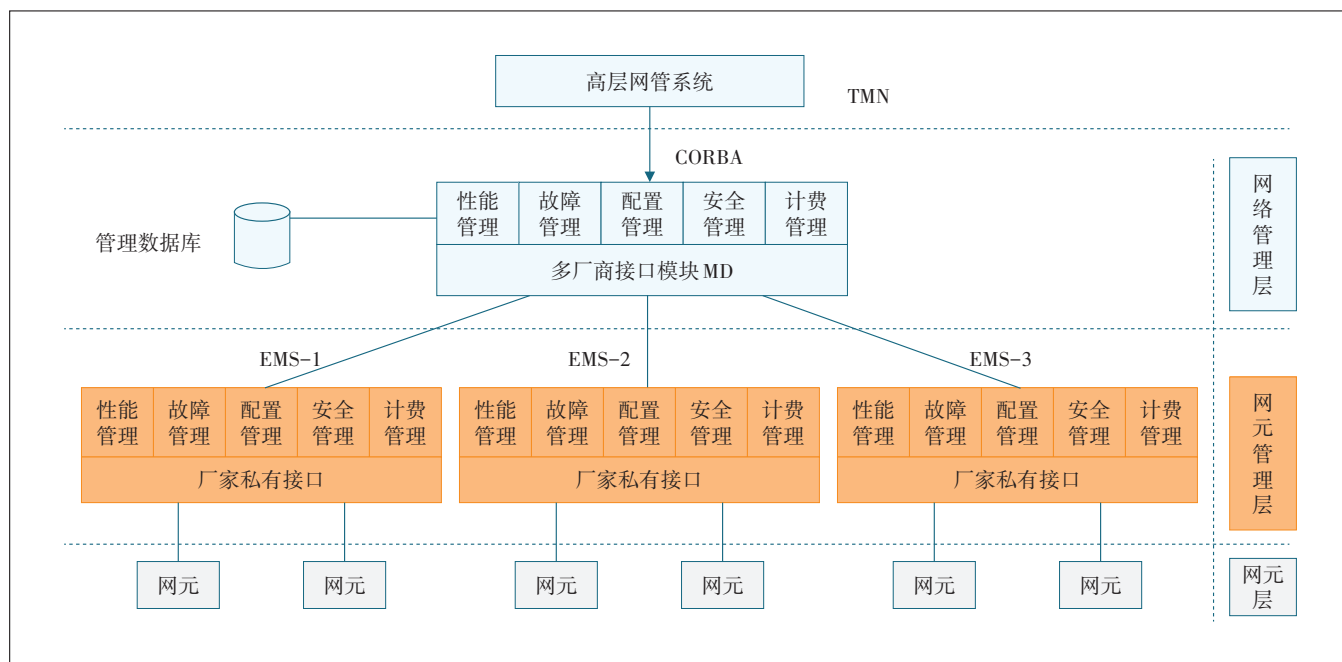 高层网管系统
TMN
CORBA
性能管理
故障管理
配置管理
安全管理
计费管理
管理数据库
多厂商接口模块MD
网络管理层
EMS-1
EMS-2
EMS-3
性能管理
故障管理
配置管理
安全管理
计费管理
厂家私有接口
性能管理
故障管理
配置管理
安全管理
计费管理
厂家私有接口
性能管理
故障管理
配置管理
安全管理
计费管理
厂家私有接口
网元管理层
网元
网元
网元
网元
网元
网元
网元层